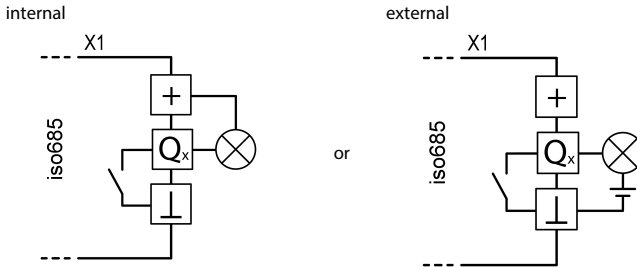 internal
X1
+
iso685
Qx
⊥
or
external
X1
+
iso685
Qx
⊥